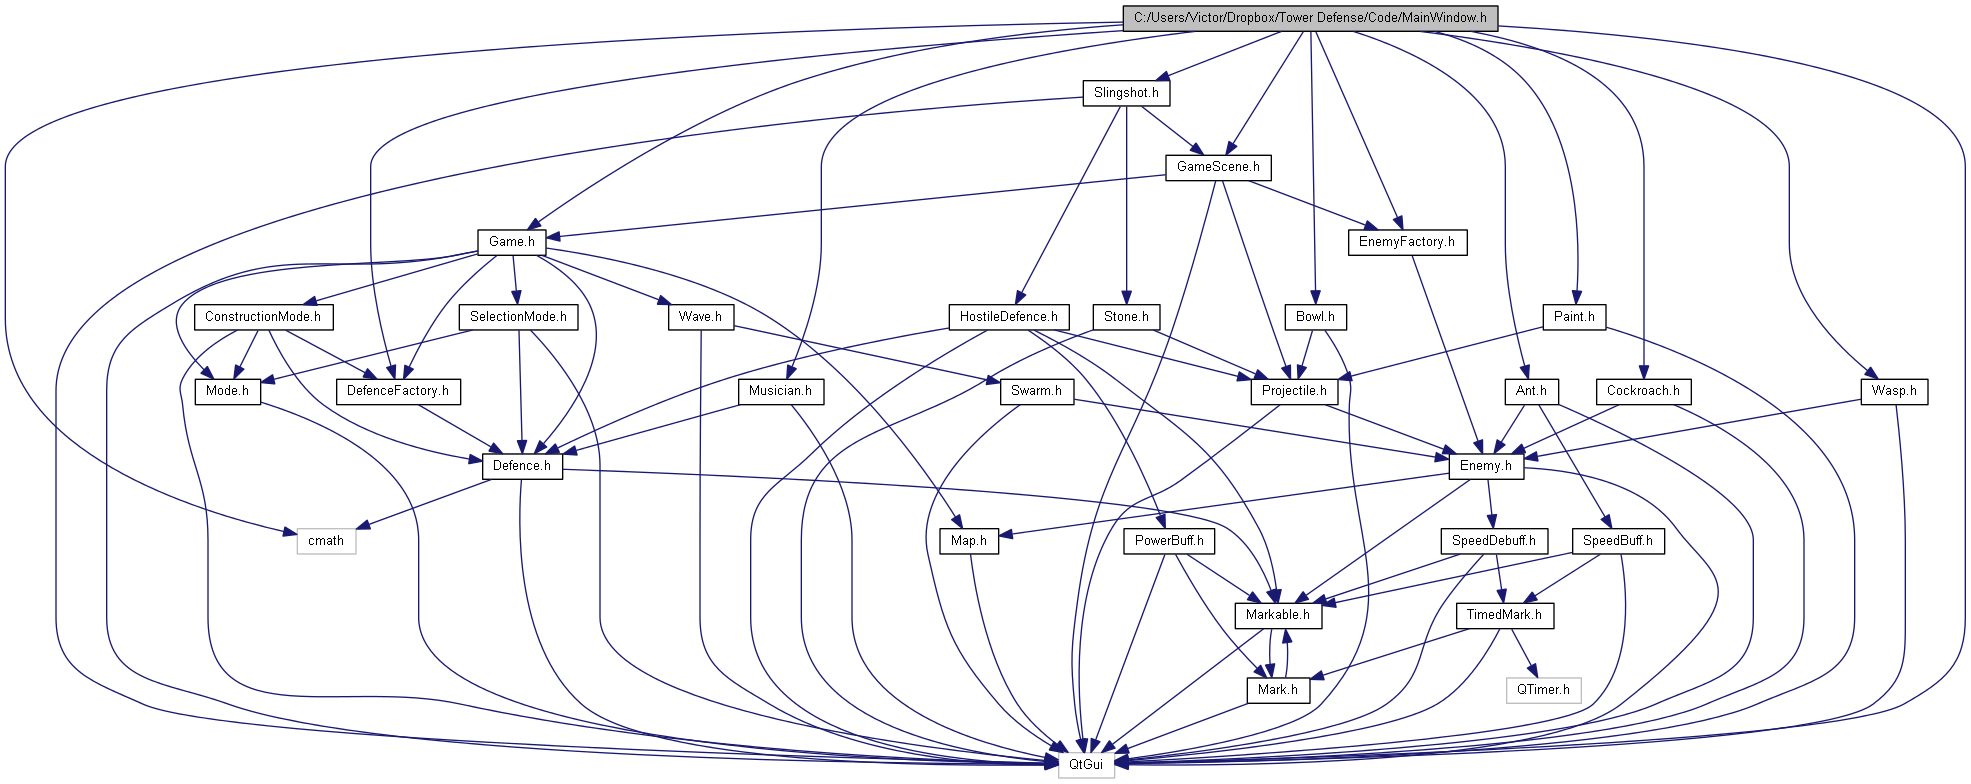 C:/Users/Victor/Dropbox/Tower Defense/Code/MainWindow.h
Slingshot.h
GameScene.h
Game.h
EnemyFactory.h
ConstructionMode.h
SelectionMode.h
Wave.h
HostileDefence.h
Stone.h
Bowl.h
Paint.h
Mode.h
DefenceFactory.h
Musician.h
Swarm.h
Projectile.h
Ant.h
Cockroach.h
Wasp.h
Defence.h
Enemy.h
cmath
Map.h
PowerBuff.h
SpeedDebuff.h
SpeedBuff.h
Markable.h
TimedMark.h
Mark.h
QTimer.h
QtGui